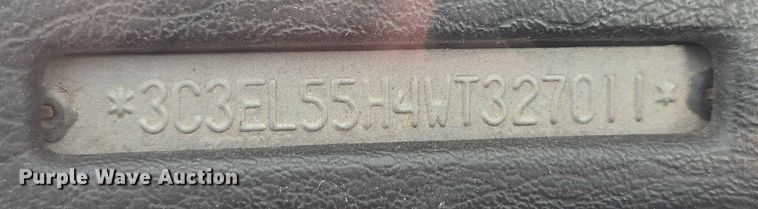 *3C3EL55H4WT327011*
Purple Wave Auction